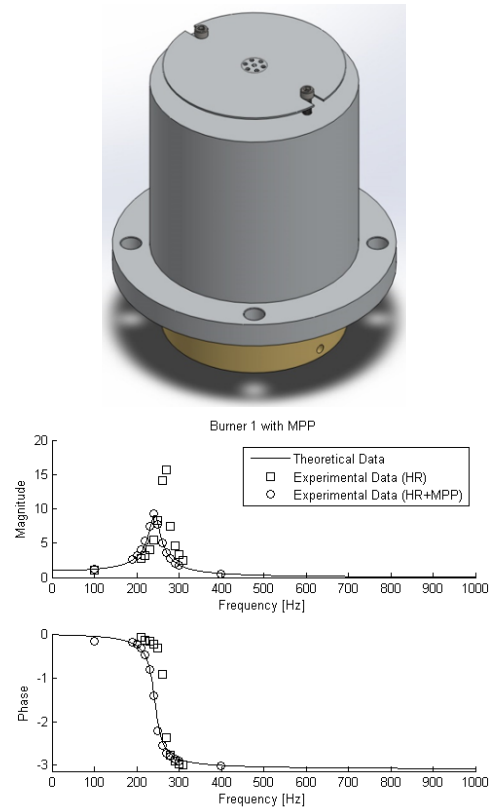 Burner 1 with MPP
20
15
10
5
0
Magnitude
Theoretical Data
Experimental Data (HR)
Experimental Data (HR+MPP)
0 100 200 300 400 500 600 700 800 900 1000
Frequency [Hz]
0
-1
-2
-3
Phase
0 100 200 300 400 500 600 700 800 900 1000
Frequency [Hz]